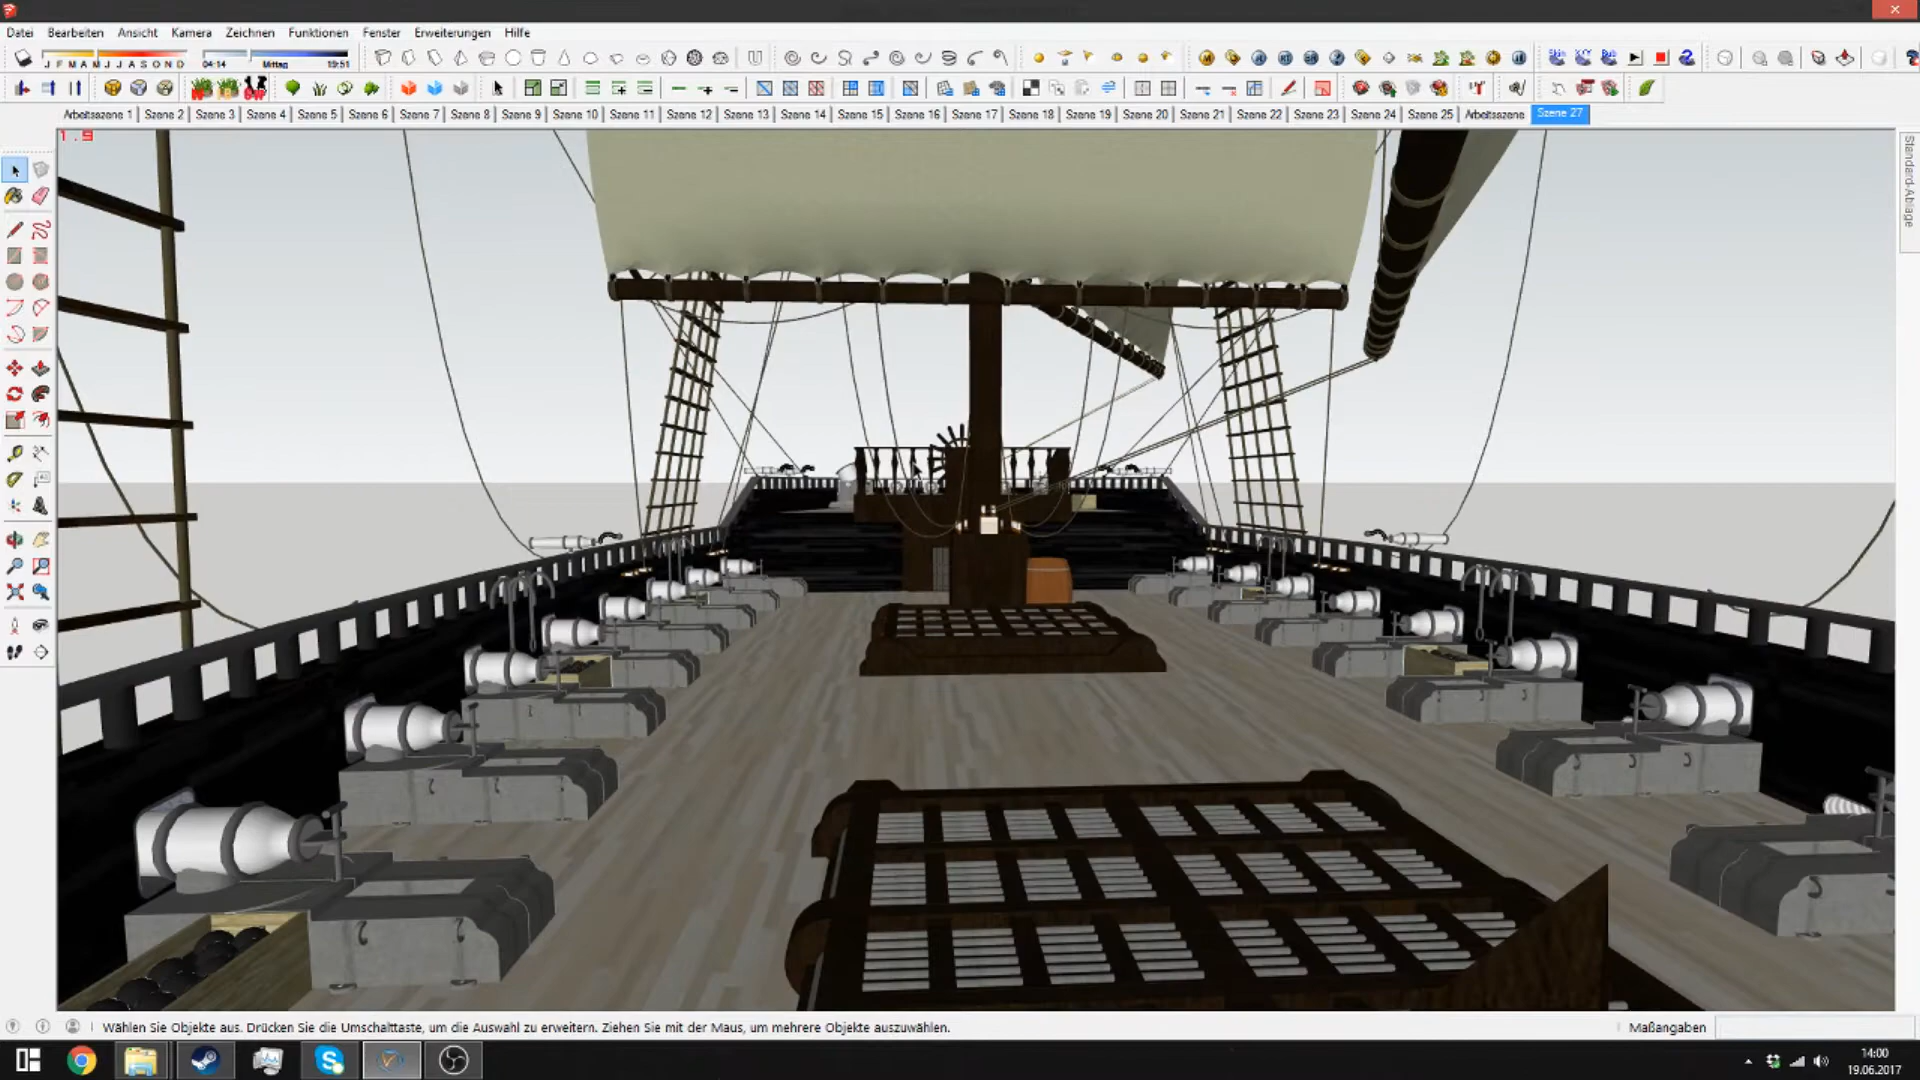 Datei Bearbeiten Ansicht Kamera Zeichnen Funktionen Fenster Erweiterungen Hilfe
J F M A M J J A S O N D 04:14 Mittag 19:51
Arbeitsszene 1 Szene 2 Szene 3 Szene 4 Szene 5 Szene 6 Szene 7 Szene 8 Szene 9 Szene 10 Szene 11 Szene 12 Szene 13 Szene 14 Szene 15 Szene 16 Szene 17 Szene 18 Szene 19 Szene 20 Szene 21 Szene 22 Szene 23 Szene 24 Szene 25 Arbeitsszene Szene 27
1.9
Standard-Ablage
Wählen Sie Objekte aus. Drücken Sie die Umschalttaste, um die Auswahl zu erweitern. Ziehen Sie mit der Maus, um mehrere Objekte auszuwählen.
Maßangaben
14:00
19.06.2017